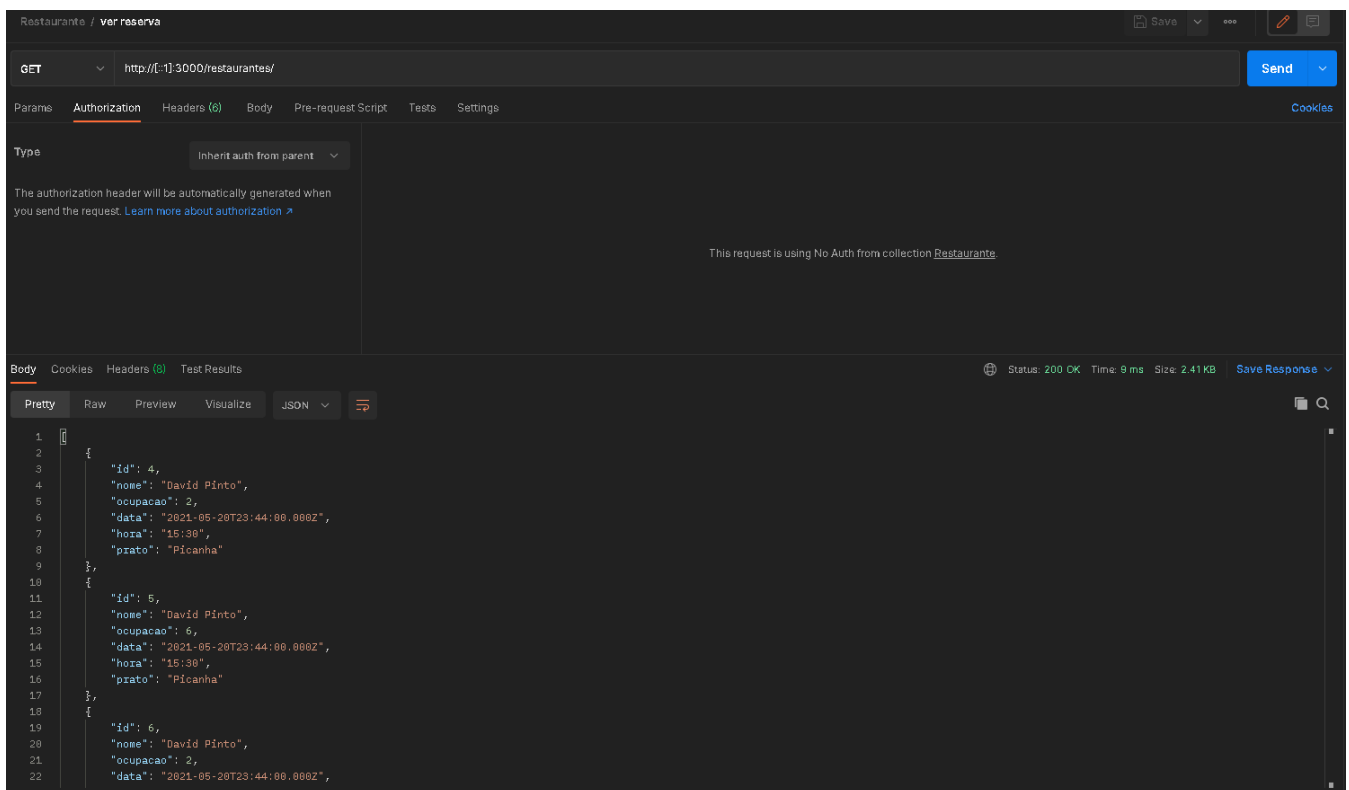 Restaurante / ver reserva
Save
GET http://[::1]:3000/restaurantes/ Send
Params Authorization Headers (6) Body Pre-request Script Tests Settings Cookies
Type Inherit auth from parent
The authorization header will be automatically generated when
you send the request. Learn more about authorization ↗
This request is using No Auth from collection Restaurante.
Body Cookies Headers (8) Test Results Status: 200 OK Time: 9 ms Size: 2.41 KB Save Response
Pretty Raw Preview Visualize JSON
1 [
2 {
3 "id": 4,
4 "nome": "David Pinto",
5 "ocupacao": 2,
6 "data": "2021-05-20T23:44:00.000Z",
7 "hora": "15:30",
8 "prato": "Picanha"
9 },
10 {
11 "id": 5,
12 "nome": "David Pinto",
13 "ocupacao": 6,
14 "data": "2021-05-20T23:44:00.000Z",
15 "hora": "15:30",
16 "prato": "Picanha"
17 },
18 {
19 "id": 6,
20 "nome": "David Pinto",
21 "ocupacao": 2,
22 "data": "2021-05-20T23:44:00.000Z",